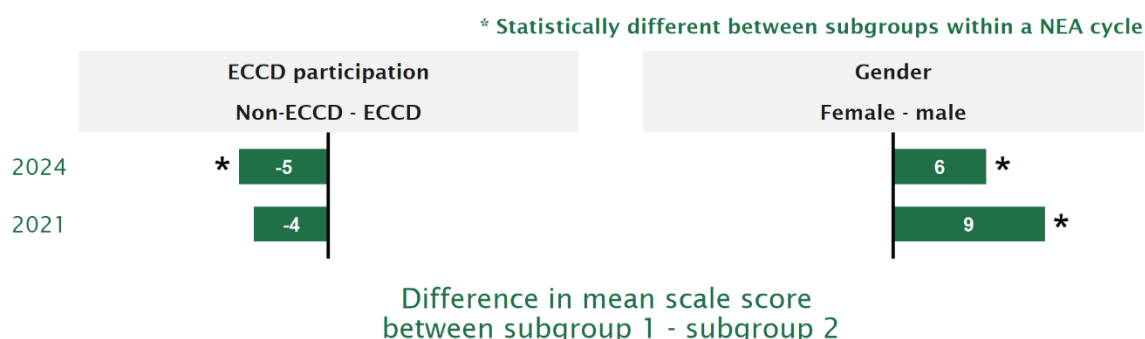 * Statistically different between subgroups within a NEA cycle
ECCD participation
Non-ECCD - ECCD
Gender
Female - male
2024
* -5
6 *
2021
-4
9 *
Difference in mean scale score
between subgroup 1 - subgroup 2